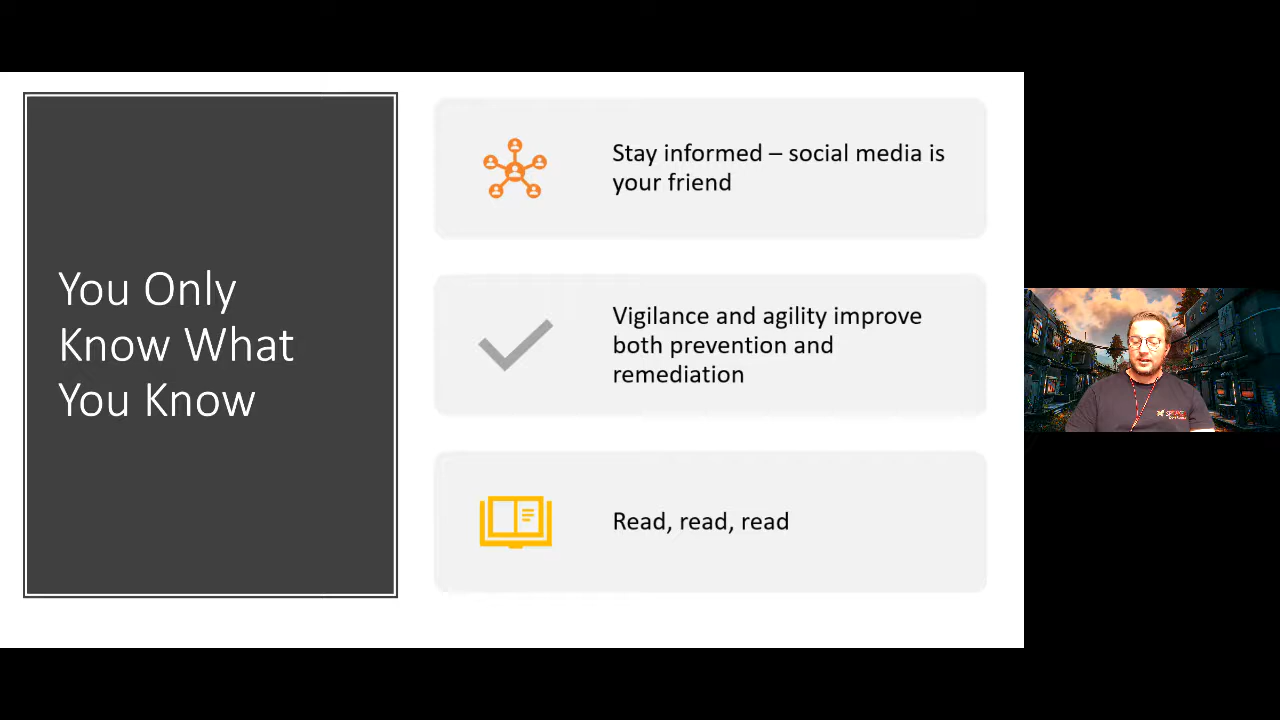 You Only
Know What
You Know
Stay informed – social media is
your friend
Vigilance and agility improve
both prevention and
remediation
Read, read, read